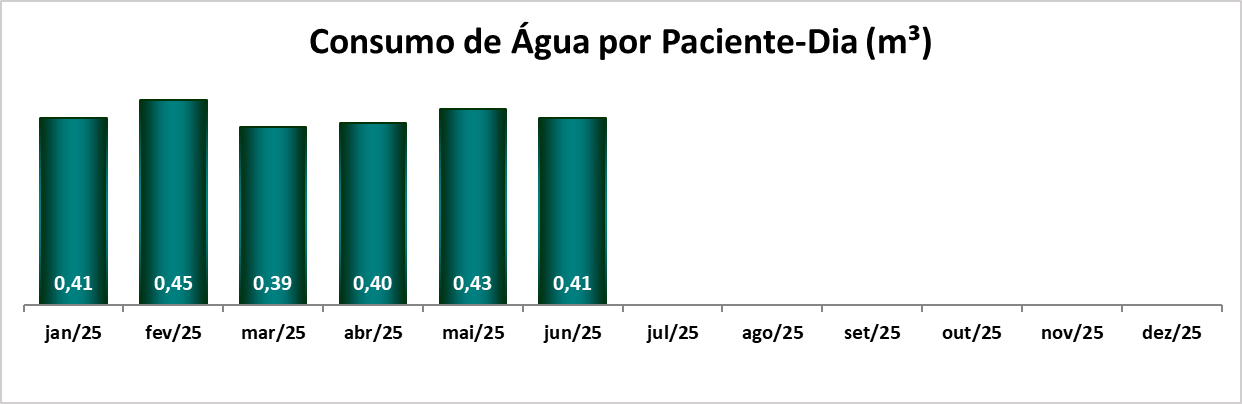 Consumo de Água por Paciente-Dia (m³)
0,41 0,45 0,39 0,40 0,43 0,41
jan/25 fev/25 mar/25 abr/25 mai/25 jun/25 jul/25 ago/25 set/25 out/25 nov/25 dez/25